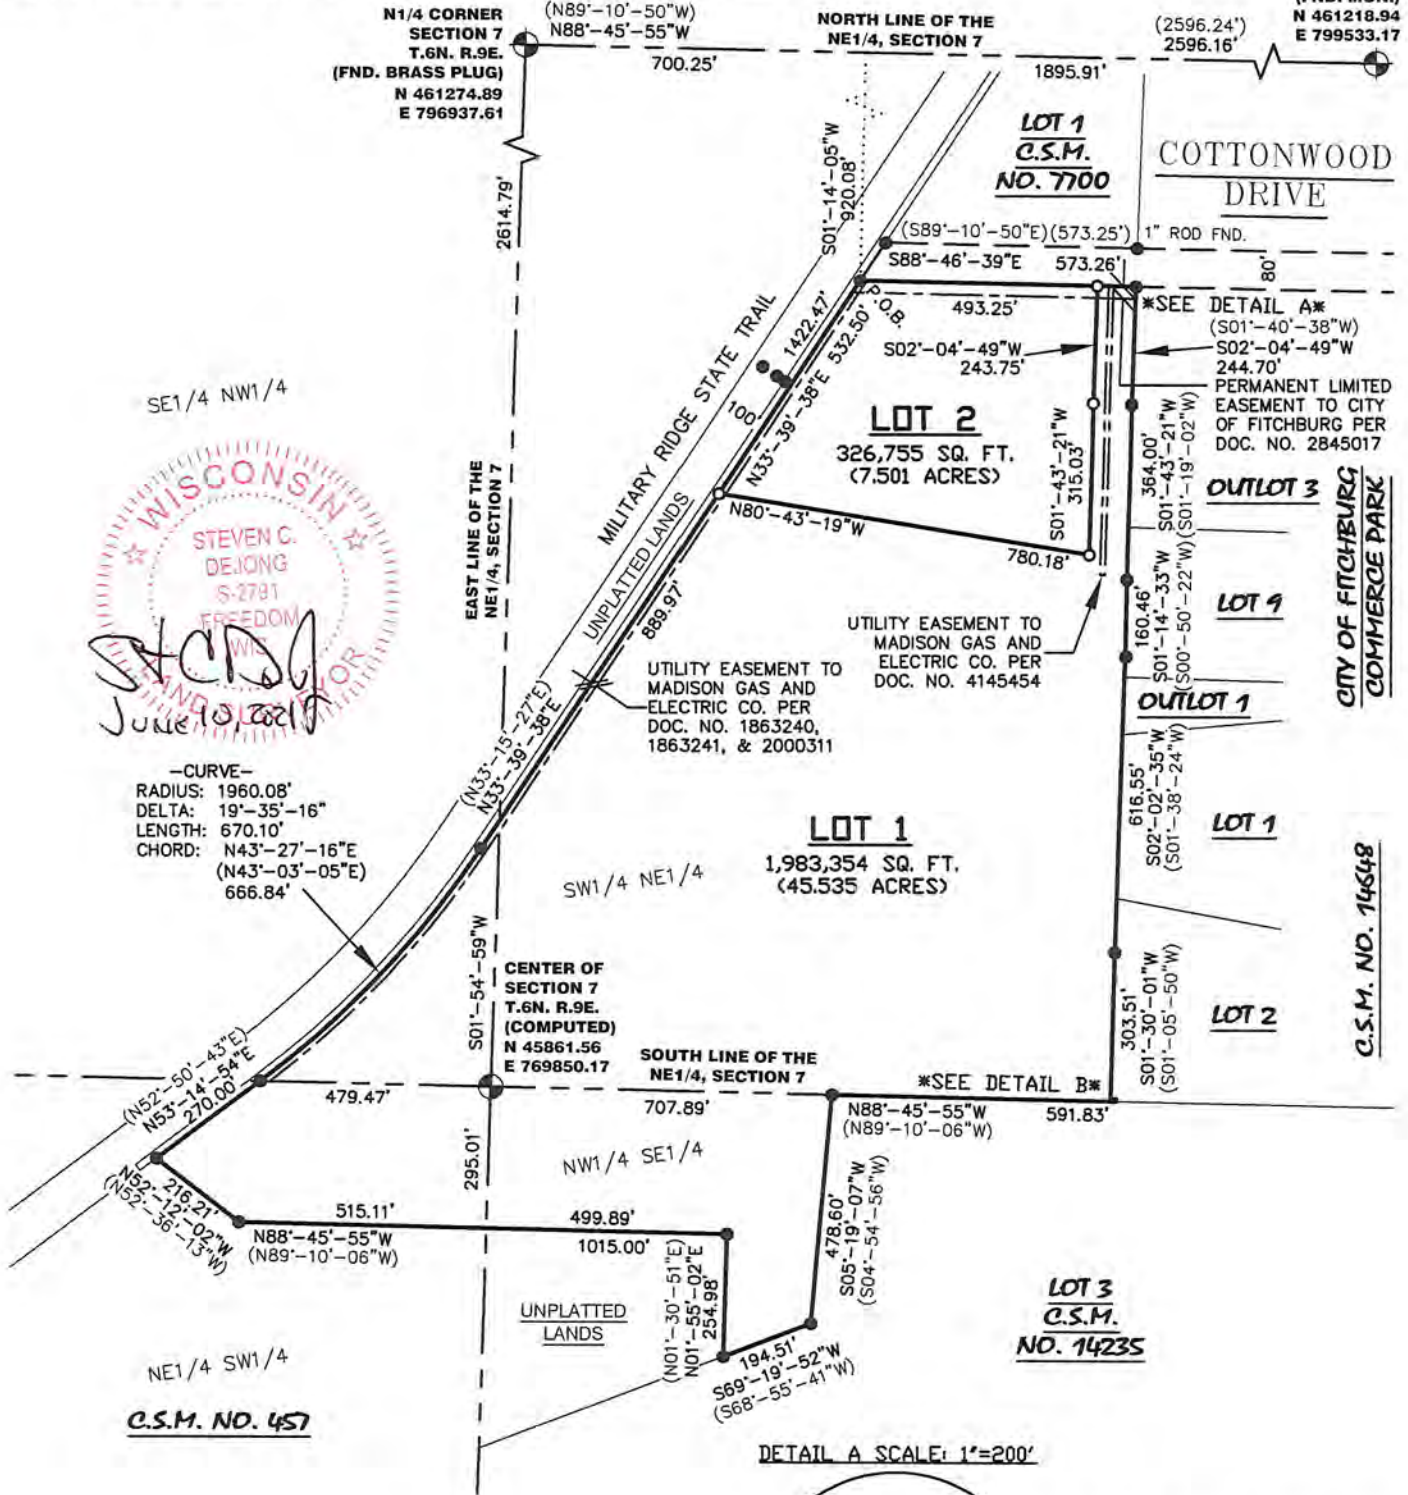 (N89°-10'-50"W)
N88°-45'-55"W
700.25'
N1/4 CORNER
SECTION 7
T.6N. R.9E.
(FND. BRASS PLUG)
N 461274.89
E 796937.61
NORTH LINE OF THE
NE1/4, SECTION 7
1895.91'
(2596.24')
2596.16'
N 461218.94
E 799533.17
2614.79'
S01°-14'-05"W
920.08'
LOT 1
C.S.M.
NO. 7700
COTTONWOOD
DRIVE
(S89°-10'-50"E)(573.25')
1" ROD FND.
S88°-46'-39"E
573.26'
80'
P.O.B.
493.25'
*SEE DETAIL A*
(S01°-40'-38"W)
S02°-04'-49"W
244.70'
S02°-04'-49"W
243.75'
PERMANENT LIMITED
EASEMENT TO CITY
OF FITCHBURG PER
DOC. NO. 2845017
MILITARY RIDGE STATE TRAIL
1422.47'
100'
N33°-39'-38"E 532.50'
SE1/4 NW1/4
LOT 2
326,755 SQ. FT.
(7.501 ACRES)
S01°-43'-21"W
315.03'
364.00'
S01°-43'-21"W
(S01°-19'-02"W)
OUTLOT 3
N80°-43'-19"W
780.18'
WISCONSIN
STEVEN C.
DEJONG
S-2791
FREEDOM
WIS
LAND SURVEYOR
JUNE 10, 2021
EAST LINE OF THE
NE1/4, SECTION 7
UNPLATTED LANDS
889.97'
160.46'
S01°-14'-33"W
(S00°-50'-22"W)
LOT 9
CITY OF FITCHBURG
COMMERCE PARK
UTILITY EASEMENT TO
MADISON GAS AND
ELECTRIC CO. PER
DOC. NO. 4145454
UTILITY EASEMENT TO
MADISON GAS AND
ELECTRIC CO. PER
DOC. NO. 1863240,
1863241, & 2000311
OUTLOT 1
(N33°-15'-27"E)
N33°-39'-38"E
-CURVE-
RADIUS: 1960.08'
DELTA: 19°-35'-16"
LENGTH: 670.10'
CHORD: N43°-27'-16"E
(N43°-03'-05"E)
666.84'
616.55'
S02°-02'-35"W
(S01°-38'-24"W)
LOT 1
LOT 1
1,983,354 SQ. FT.
(45.535 ACRES)
SW1/4 NE1/4
C.S.M. NO. 14648
S01°-54'-59"W
CENTER OF
SECTION 7
T.6N. R.9E.
(COMPUTED)
N 45861.56
E 769850.17
303.51'
S01°-30'-01"W
(S01°-05'-50"W)
LOT 2
SOUTH LINE OF THE
NE1/4, SECTION 7
*SEE DETAIL B*
(N52°-50'-43"E)
N53°-14'-54"E
270.00'
479.47'
707.89'
N88°-45'-55"W
591.83'
(N89°-10'-06"W)
295.01'
NW1/4 SE1/4
216.21'
N52°-12'-02"W
(N52°-36'-13"W)
515.11'
499.89'
N88°-45'-55"W
1015.00'
(N89°-10'-06"W)
478.60'
S05°-19'-07"W
(S04°-54'-56"W)
(N01°-30'-51"E)
N01°-55'-02"E
254.98'
UNPLATTED
LANDS
LOT 3
C.S.M.
NO. 14235
194.51'
S69°-19'-52"W
(S68°-55'-41"W)
NE1/4 SW1/4
C.S.M. NO. 457
DETAIL A SCALE: 1"=200'